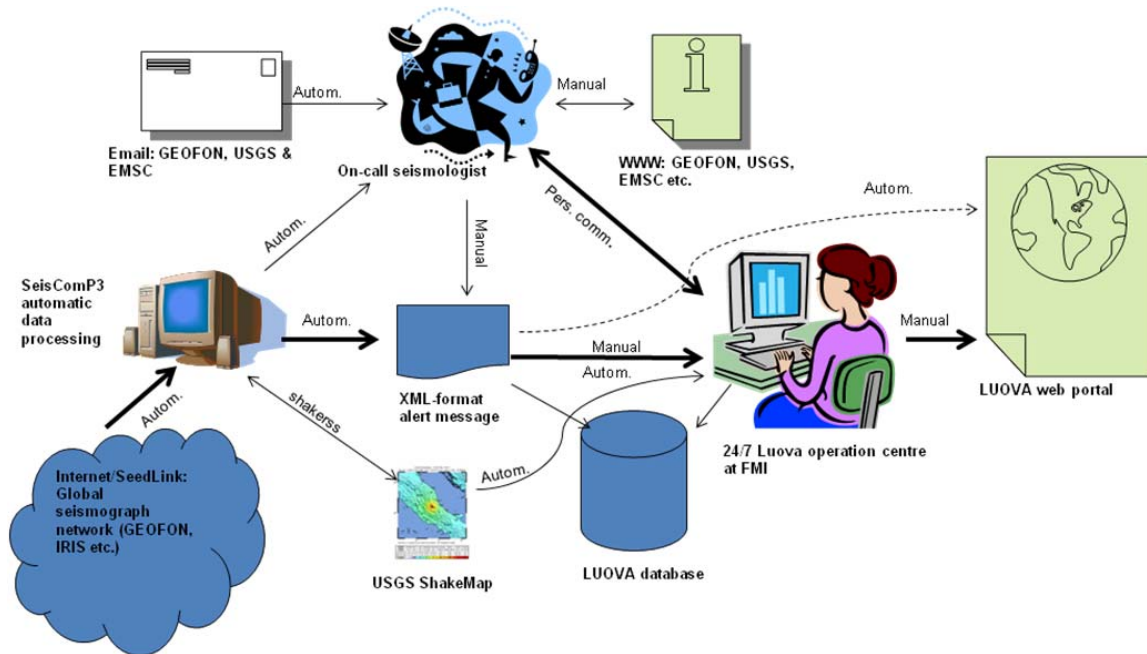 Autom.
Manual
Email: GEOFON, USGS &
EMSC
On-call seismologist
WWW: GEOFON, USGS,
EMSC etc.
Autom.
Pers. comm.
Autom.
Manual
SeisComP3
automatic
data
processing
Autom.
Manual
Autom.
Manual
XML-format
alert message
LUOVA web portal
Autom.
shakerss
Autom.
24/7 Luova operation centre
at FMI
Internet/SeedLink:
Global
seismograph
network (GEOFON,
IRIS etc.)
USGS ShakeMap
LUOVA database